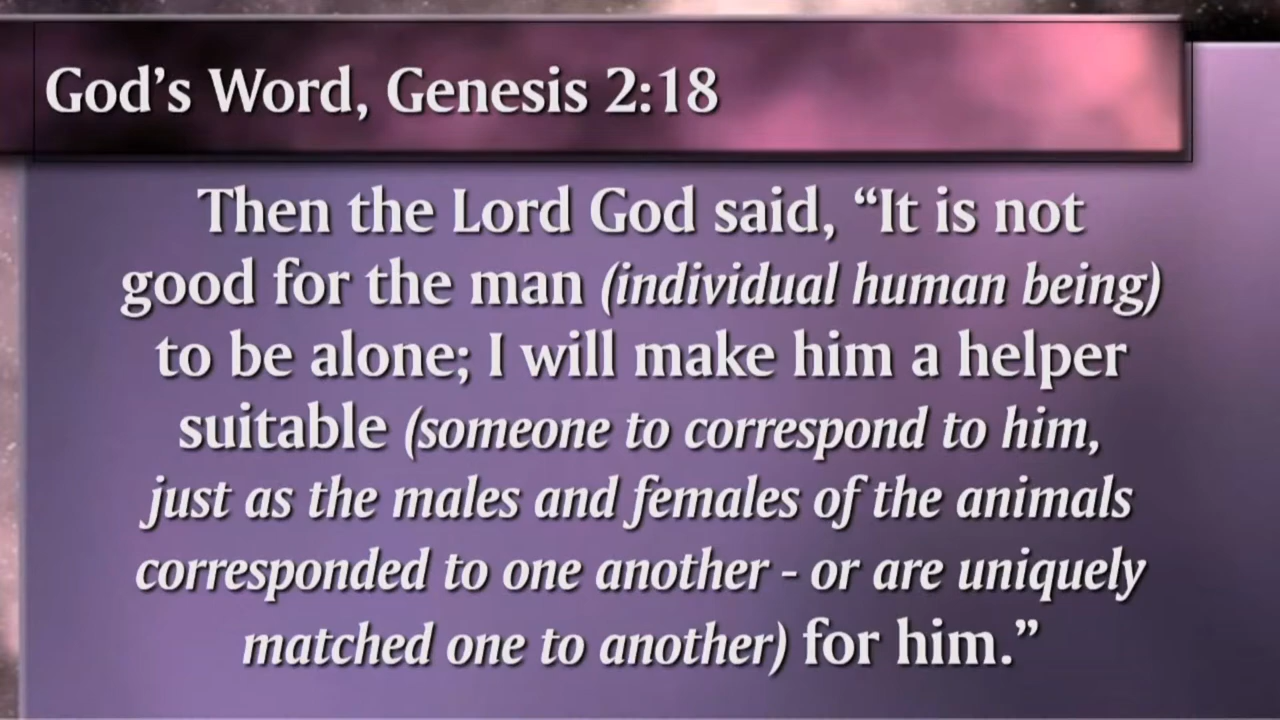 God’s Word, Genesis 2:18
Then the Lord God said, “It is not
good for the man (individual human being)
to be alone; I will make him a helper
suitable (someone to correspond to him,
just as the males and females of the animals
corresponded to one another - or are uniquely
matched one to another) for him.”